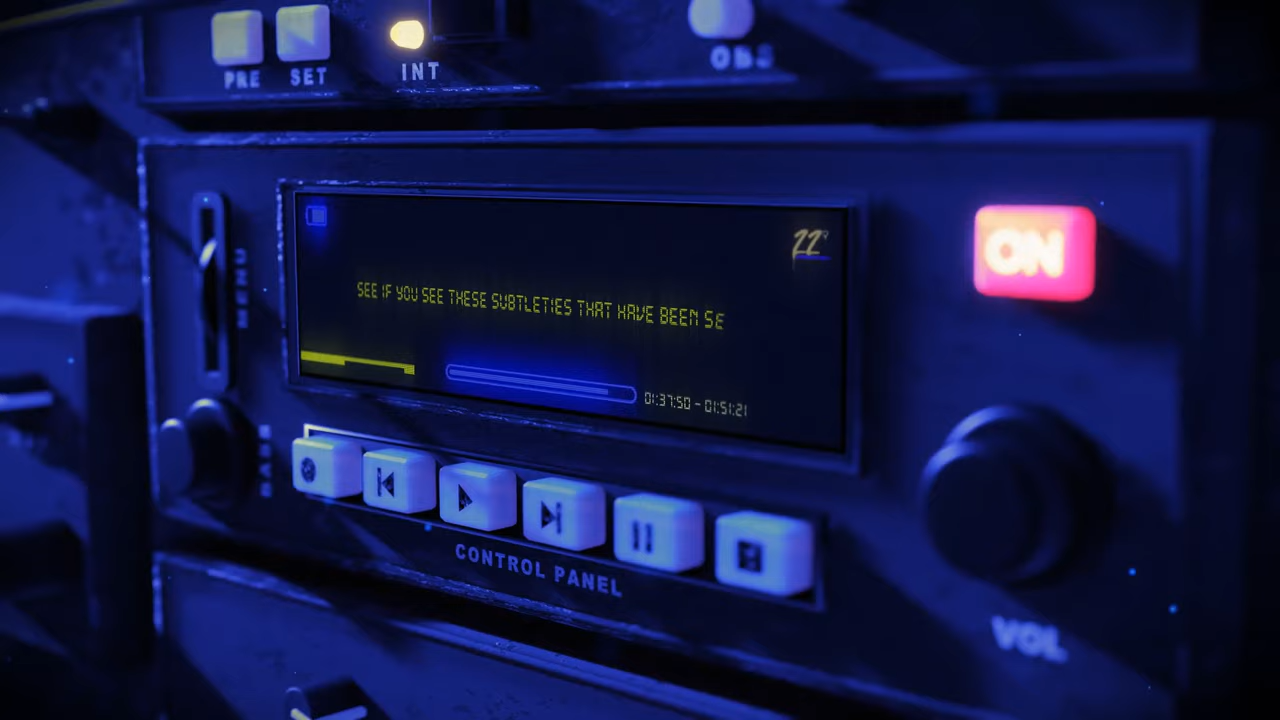 PRE SET INT OBS
MENU
22°
ON
SEE IF YOU SEE THESE SUBTLETIES THAT HAVE BEEN SE
01:37:50 - 01:51:21
CONTROL PANEL
VOL